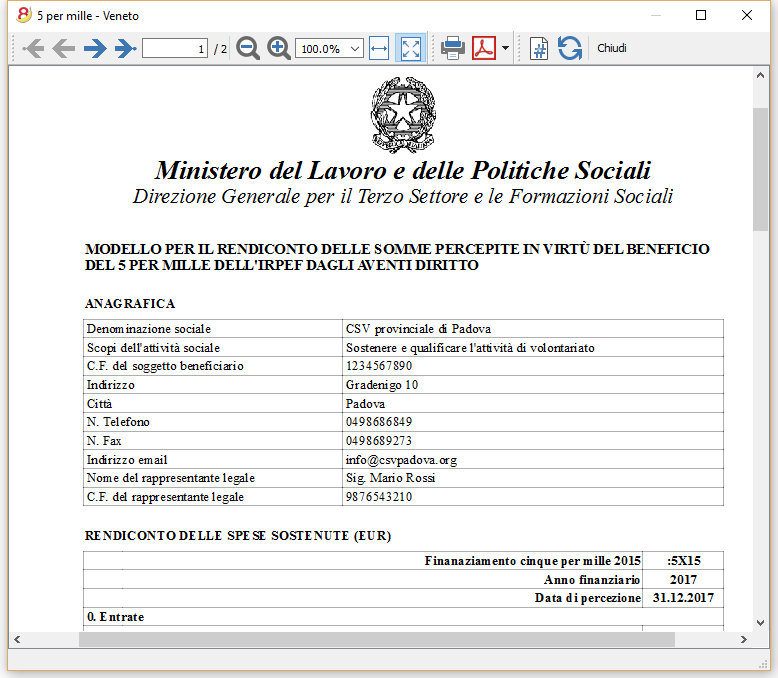 5 per mille - Veneto
1 / 2 100.0% Chiudi
Ministero del Lavoro e delle Politiche Sociali
Direzione Generale per il Terzo Settore e le Formazioni Sociali
MODELLO PER IL RENDICONTO DELLE SOMME PERCEPITE IN VIRTÙ DEL BENEFICIO
DEL 5 PER MILLE DELL'IRPEF DAGLI AVENTI DIRITTO
ANAGRAFICA
Denominazione sociale CSV provinciale di Padova
Scopi dell'attività sociale Sostenere e qualificare l'attività di volontariato
C.F. del soggetto beneficiario 1234567890
Indirizzo Gradenigo 10
Città Padova
N. Telefono 0498686849
N. Fax 0498689273
Indirizzo email info@csvpadova.org
Nome del rappresentante legale Sig. Mario Rossi
C.F. del rappresentante legale 9876543210
RENDICONTO DELLE SPESE SOSTENUTE (EUR)
Finanaziamento cinque per mille 2015 :5X15
Anno finanziario 2017
Data di percezione 31.12.2017
0. Entrate